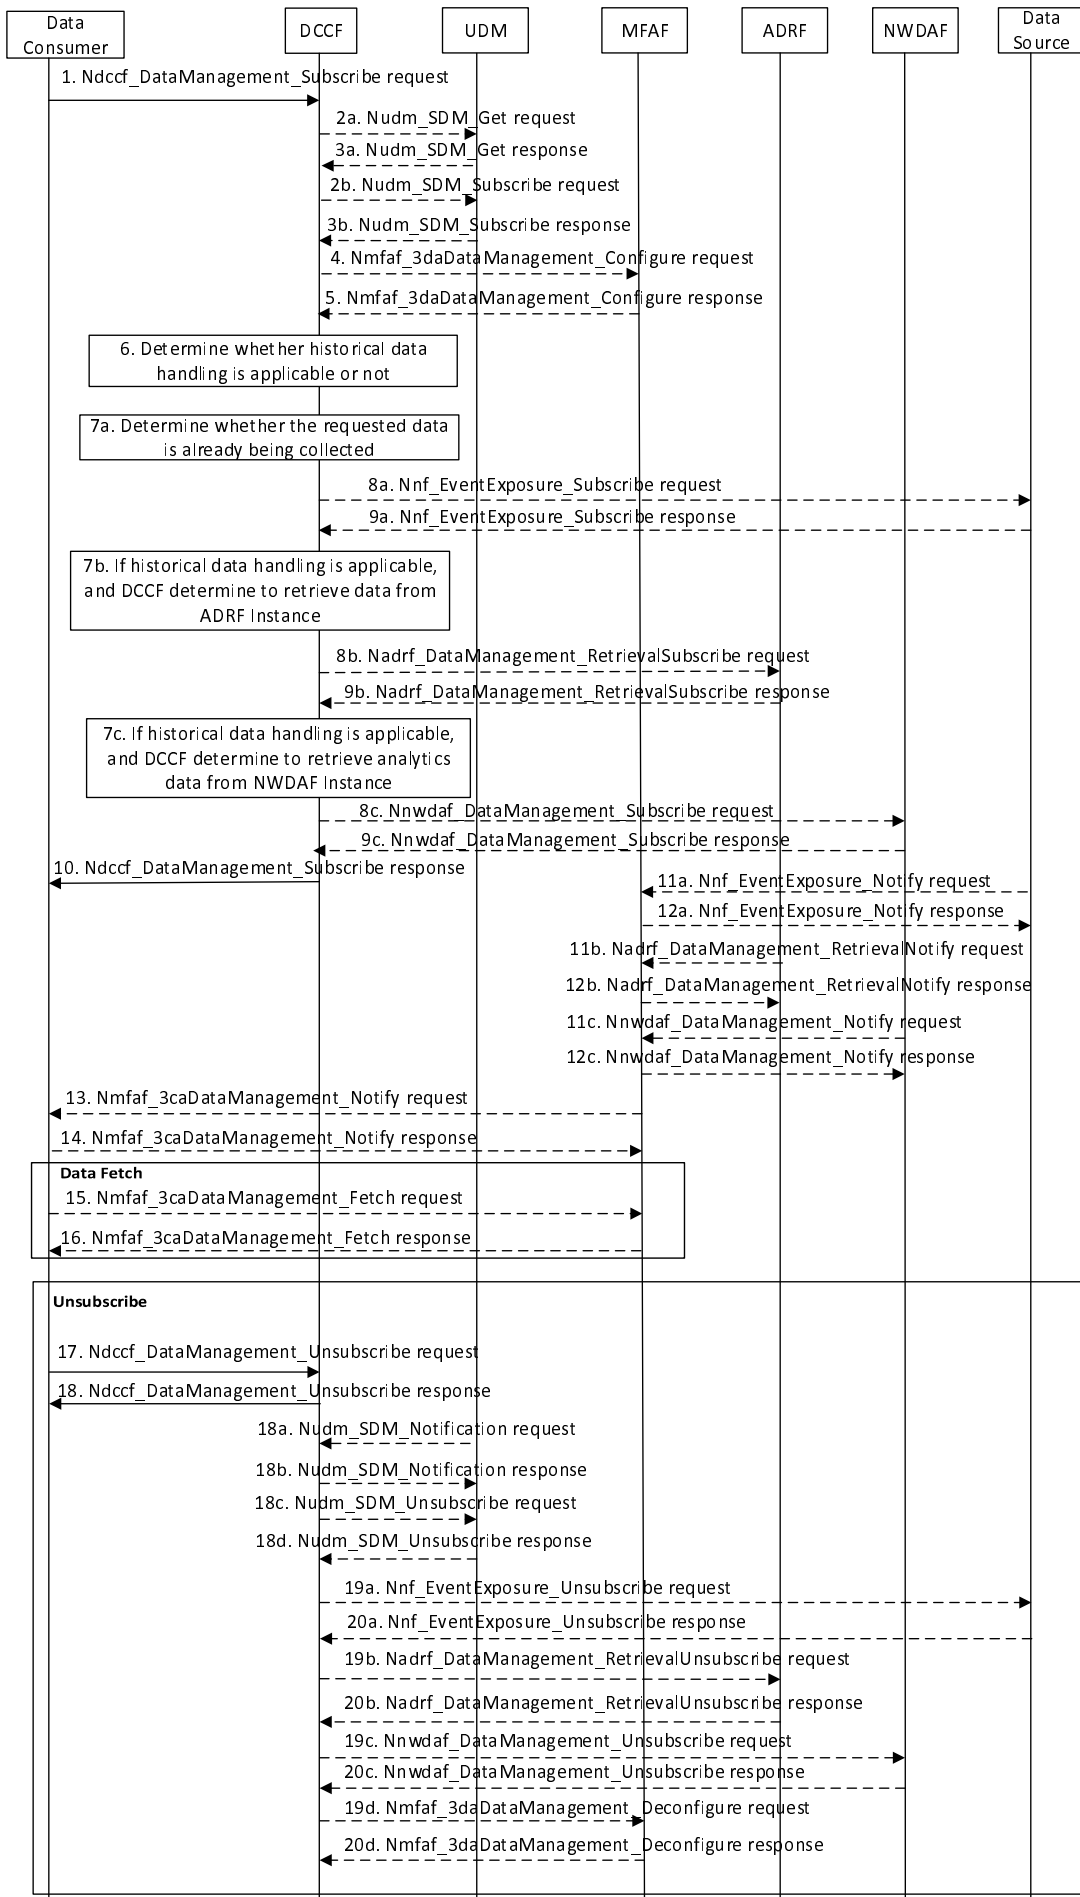 Data
Consumer
DCCF
UDM
MFAF
ADRF
NWDAF
Data
Source
1. Ndccf_DataManagement_Subscribe request
2a. Nudm_SDM_Get request
3a. Nudm_SDM_Get response
2b. Nudm_SDM_Subscribe request
3b. Nudm_SDM_Subscribe response
4. Nmfaf_3daDataManagement_Configure request
5. Nmfaf_3daDataManagement_Configure response
6. Determine whether historical data
handling is applicable or not
7a. Determine whether the requested data
is already being collected
8a. Nnf_EventExposure_Subscribe request
9a. Nnf_EventExposure_Subscribe response
7b. If historical data handling is applicable,
and DCCF determine to retrieve data from
ADRF Instance
8b. Nadrf_DataManagement_RetrievalSubscribe request
9b. Nadrf_DataManagement_RetrievalSubscribe response
7c. If historical data handling is applicable,
and DCCF determine to retrieve analytics
data from NWDAF Instance
8c. Nnwdaf_DataManagement_Subscribe request
9c. Nnwdaf_DataManagement_Subscribe response
10. Ndccf_DataManagement_Subscribe response
11a. Nnf_EventExposure_Notify request
12a. Nnf_EventExposure_Notify response
11b. Nadrf_DataManagement_RetrievalNotify request
12b. Nadrf_DataManagement_RetrievalNotify response
11c. Nnwdaf_DataManagement_Notify request
12c. Nnwdaf_DataManagement_Notify response
13. Nmfaf_3caDataManagement_Notify request
14. Nmfaf_3caDataManagement_Notify response
Data Fetch
15. Nmfaf_3caDataManagement_Fetch request
16. Nmfaf_3caDataManagement_Fetch response
Unsubscribe
17. Ndccf_DataManagement_Unsubscribe request
18. Ndccf_DataManagement_Unsubscribe response
18a. Nudm_SDM_Notification request
18b. Nudm_SDM_Notification response
18c. Nudm_SDM_Unsubscribe request
18d. Nudm_SDM_Unsubscribe response
19a. Nnf_EventExposure_Unsubscribe request
20a. Nnf_EventExposure_Unsubscribe response
19b. Nadrf_DataManagement_RetrievalUnsubscribe request
20b. Nadrf_DataManagement_RetrievalUnsubscribe response
19c. Nnwdaf_DataManagement_Unsubscribe request
20c. Nnwdaf_DataManagement_Unsubscribe response
19d. Nmfaf_3daDataManagement_Deconfigure request
20d. Nmfaf_3daDataManagement_Deconfigure response